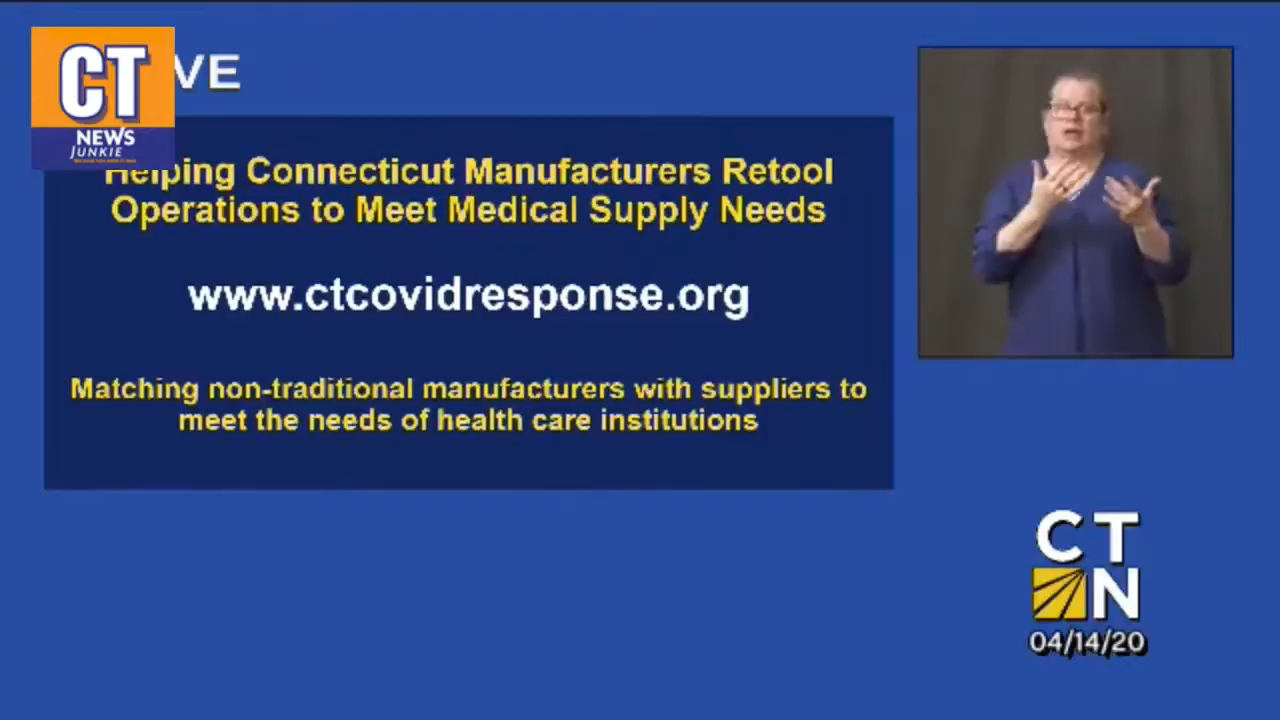 CT
NEWS
JUNKIE
VE
Helping Connecticut Manufacturers Retool
Operations to Meet Medical Supply Needs
www.ctcovidresponse.org
Matching non-traditional manufacturers with suppliers to
meet the needs of health care institutions
CT
N
04/14/20